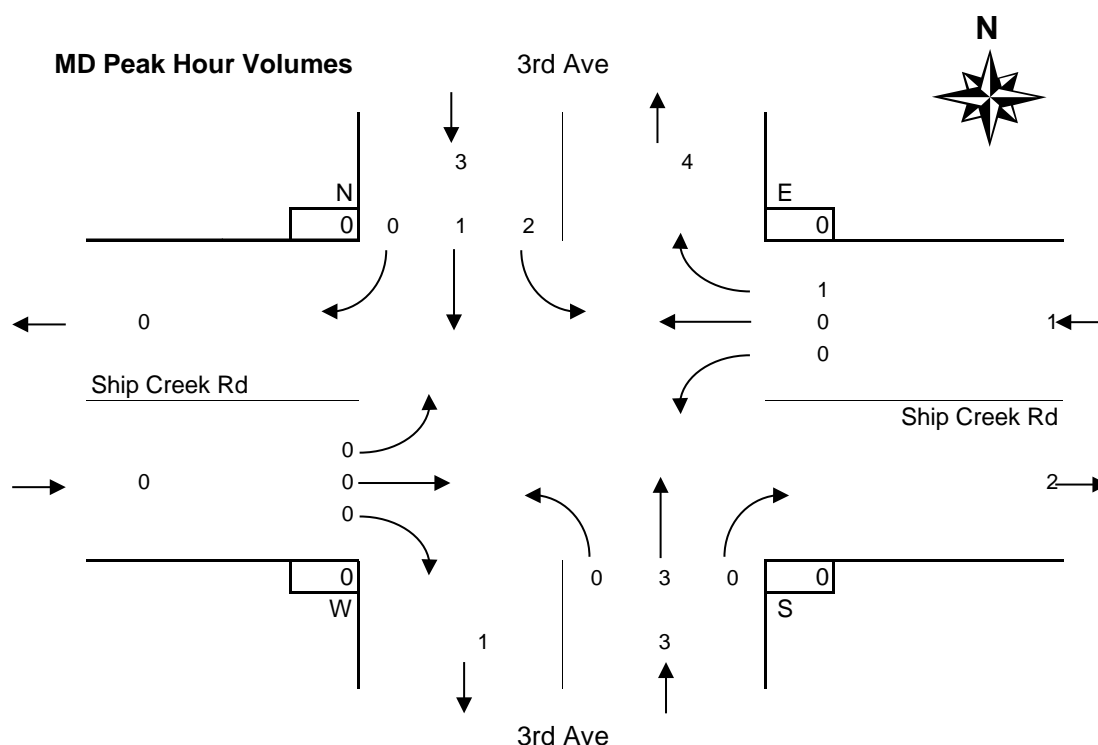 N
MD Peak Hour Volumes 3rd Ave
3 4
N E
0 0 1 2 0
1
0 0 1
0
Ship Creek Rd
Ship Creek Rd
0
0 0 2
0
0 0 3 0 0
W S
1 3
3rd Ave